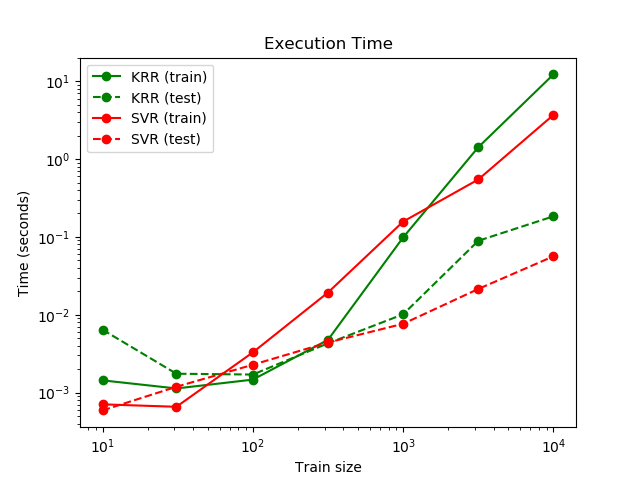 Execution Time
KRR (train)
KRR (test)
SVR (train)
SVR (test)
10¹
10⁰
10⁻¹
10⁻²
10⁻³
Time (seconds)
10¹ 10² 10³ 10⁴
Train size